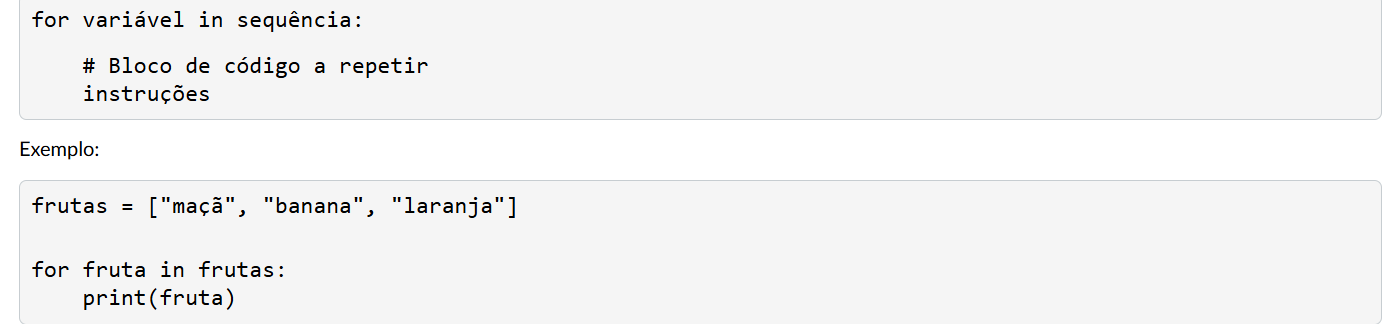 for variável in sequência:
# Bloco de código a repetir
instruções
Exemplo:
frutas = ["maçã", "banana", "laranja"]
for fruta in frutas:
print(fruta)